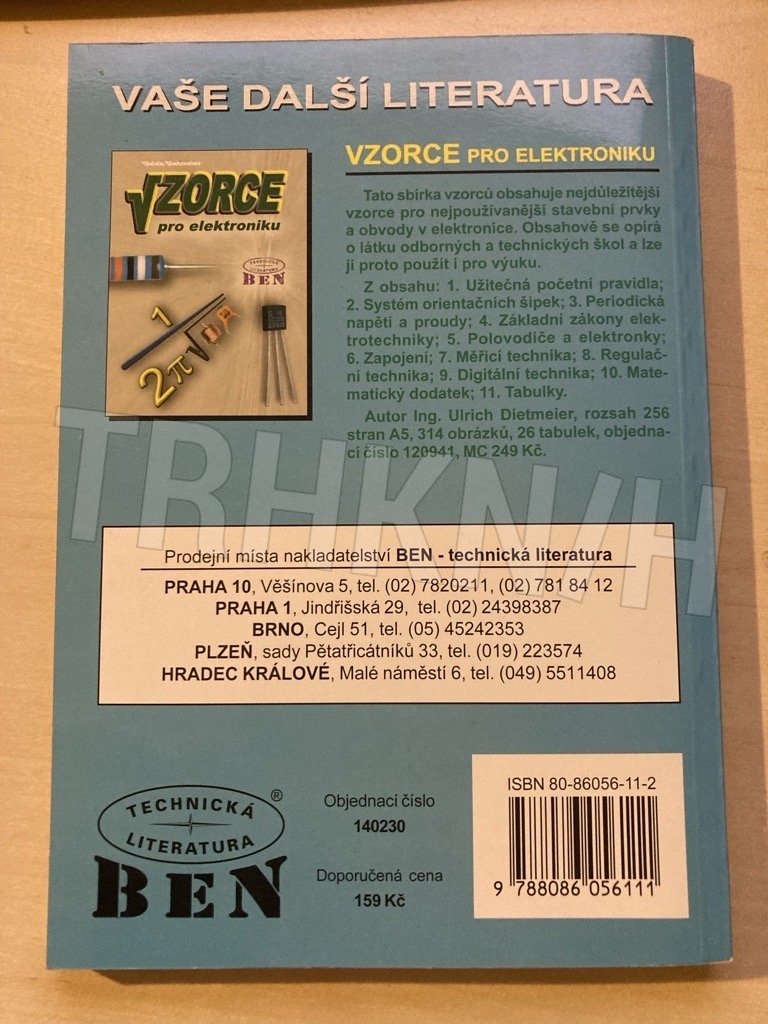 VAŠE DALŠÍ LITERATURA
VZORCE PRO ELEKTRONIKU
VZORCE
pro elektroniku
TECHNICKÁ
LITERATURA
BEN
1
2π√
Tato sbírka vzorců obsahuje nejdůležitější
vzorce pro nejpoužívanější stavební prvky
a obvody v elektronice. Obsahově se opírá
o látku odborných a technických škol a lze
ji proto použít i pro výuku.
Z obsahu: 1. Užitečná početní pravidla;
2. Systém orientačních šipek; 3. Periodická
napětí a proudy; 4. Základní zákony elek-
trotechniky; 5. Polovodiče a elektronky;
6. Zapojení; 7. Měřicí technika; 8. Regulač-
ní technika; 9. Digitální technika; 10. Mate-
matický dodatek; 11. Tabulky.
Autor Ing. Ulrich Dietmeier, rozsah 256
stran A5, 314 obrázků, 26 tabulek, objedna-
cí číslo 120941, MC 249 Kč.
TRHKNIH
Prodejní místa nakladatelství BEN - technická literatura
PRAHA 10, Věšínova 5, tel. (02) 7820211, (02) 781 84 12
PRAHA 1, Jindřišská 29, tel. (02) 24398387
BRNO, Cejl 51, tel. (05) 45242353
PLZEŇ, sady Pětatřicátníků 33, tel. (019) 223574
HRADEC KRÁLOVÉ, Malé náměstí 6, tel. (049) 5511408
TECHNICKÁ ®
LITERATURA
BEN
Objednací číslo
140230
Doporučená cena
159 Kč
ISBN 80-86056-11-2
9 788086 056111